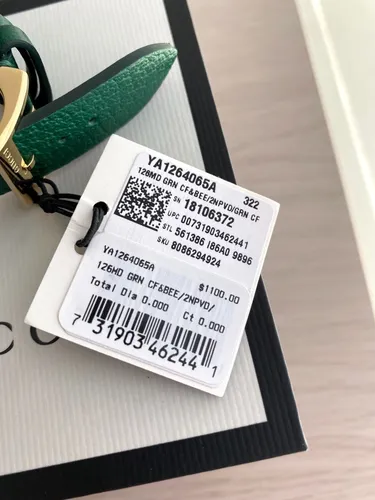 YA1264065A 322
126MD GRN CF&BEE/2NPVD/GRN CF
SN 18106372
UPC 00731903462441
STL 561386 I86A0 9896
SKU 8086294924
YA1264065A
126MD GRN CF&BEE/2NPVD/
$1100.00
Total Dia 0.000 Ct 0.000
7 31903 46244 1
GUCCI
C O